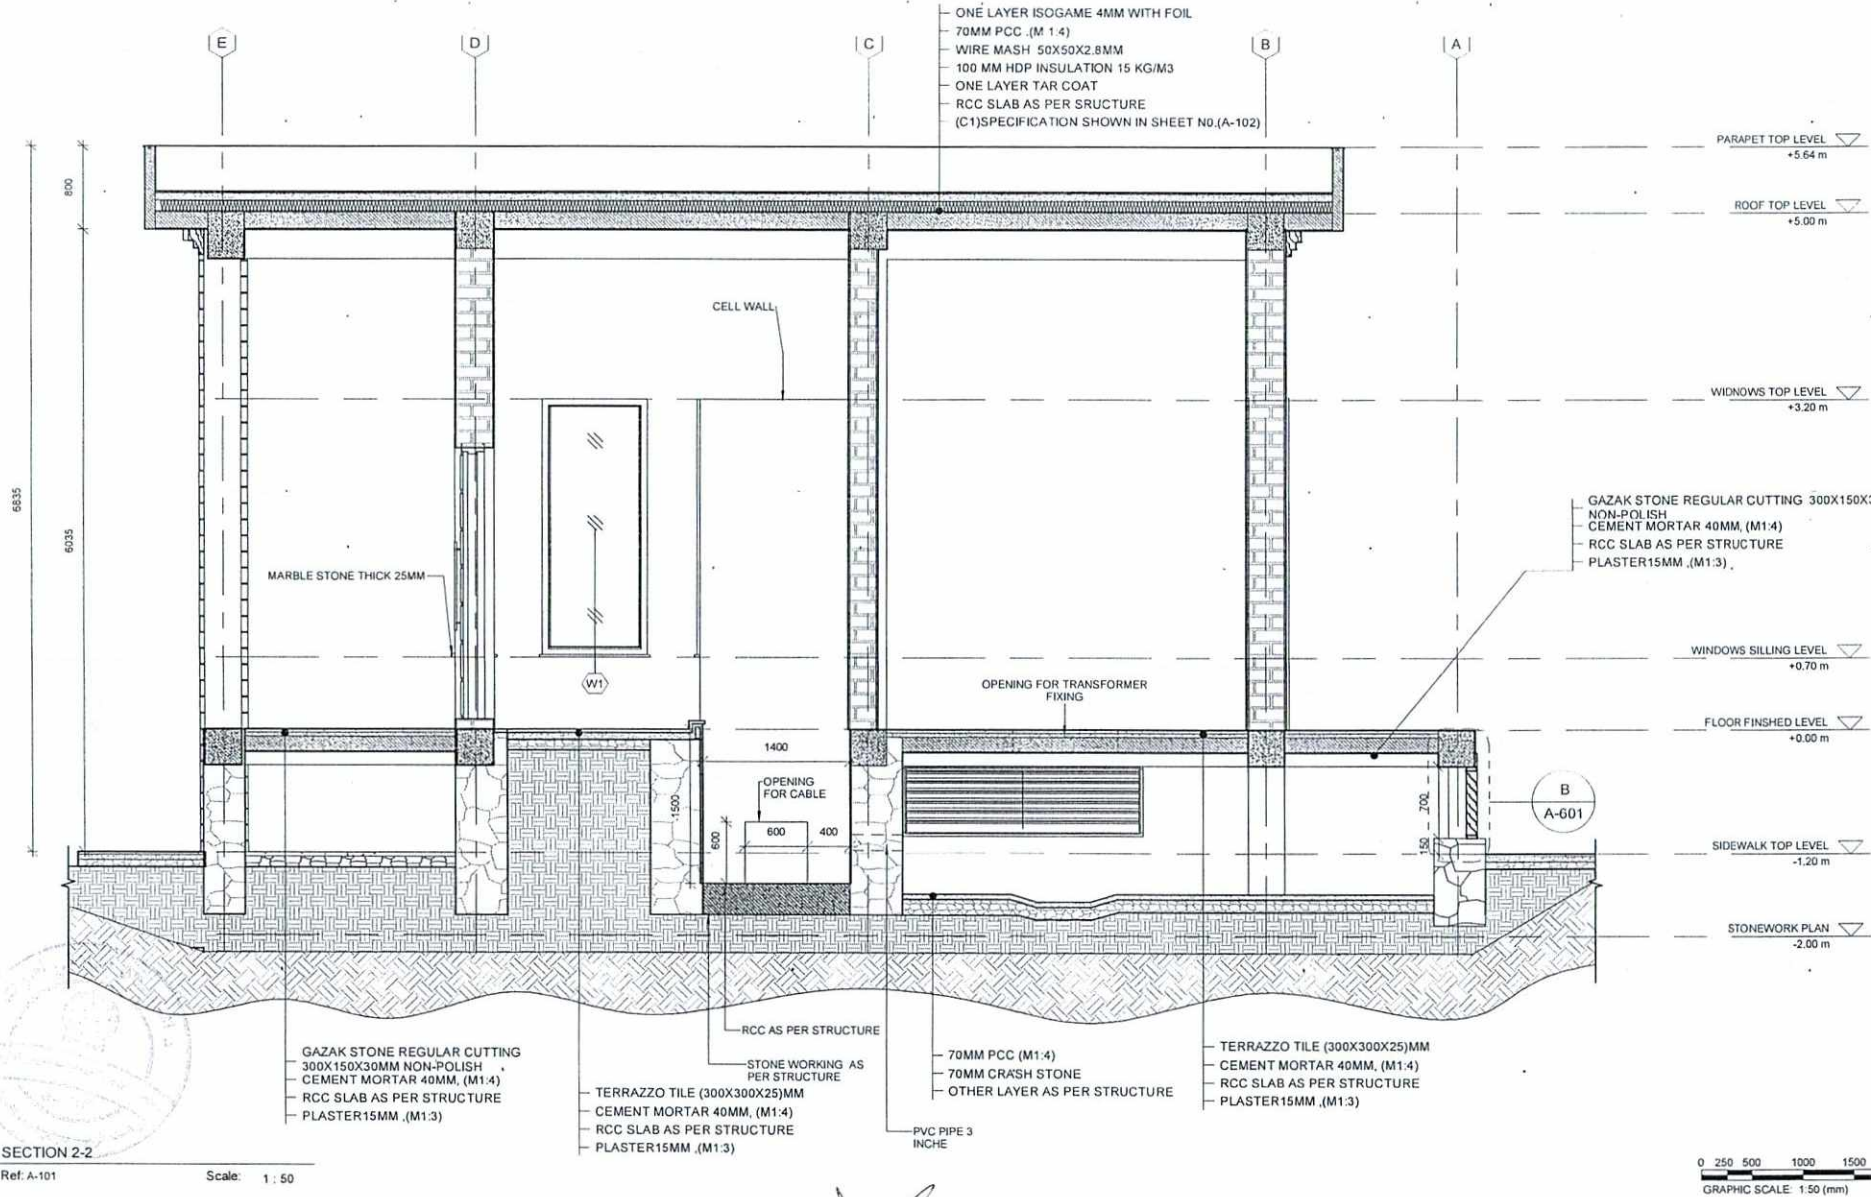 ONE LAYER ISOGAME 4MM WITH FOIL
70MM PCC .(M 1:4)
WIRE MASH 50X50X2.8MM
100 MM HDP INSULATION 15 KG/M3
ONE LAYER TAR COAT
RCC SLAB AS PER SRUCTURE
(C1)SPECIFICATION SHOWN IN SHEET N0.(A-102)
E
D
C
B
A
PARAPET TOP LEVEL
+5.64 m
800
ROOF TOP LEVEL
+5.00 m
CELL WALL
WIDNOWS TOP LEVEL
+3.20 m
6835
6035
GAZAK STONE REGULAR CUTTING 300X150X3
NON-POLISH
CEMENT MORTAR 40MM, (M1:4)
RCC SLAB AS PER STRUCTURE
PLASTER15MM ,(M1:3)
MARBLE STONE THICK 25MM
WINDOWS SILLING LEVEL
+0.70 m
W1
OPENING FOR TRANSFORMER
FIXING
FLOOR FINSHED LEVEL
+0.00 m
1400
OPENING
FOR CABLE
1500
600
600
400
700
150
B
A-601
SIDEWALK TOP LEVEL
-1.20 m
STONEWORK PLAN
-2.00 m
RCC AS PER STRUCTURE
STONE WORKING AS
PER STRUCTURE
GAZAK STONE REGULAR CUTTING
300X150X30MM NON-POLISH
CEMENT MORTAR 40MM, (M1:4)
RCC SLAB AS PER STRUCTURE
PLASTER15MM ,(M1:3)
TERRAZZO TILE (300X300X25)MM
CEMENT MORTAR 40MM, (M1:4)
RCC SLAB AS PER STRUCTURE
PLASTER15MM ,(M1:3)
70MM PCC (M1:4)
70MM CRASH STONE
OTHER LAYER AS PER STRUCTURE
TERRAZZO TILE (300X300X25)MM
CEMENT MORTAR 40MM, (M1:4)
RCC SLAB AS PER STRUCTURE
PLASTER15MM ,(M1:3)
PVC PIPE 3
INCHE
SECTION 2-2
Ref: A-101
Scale: 1 : 50
0 250 500 1000 1500
GRAPHIC SCALE: 1:50 (mm)